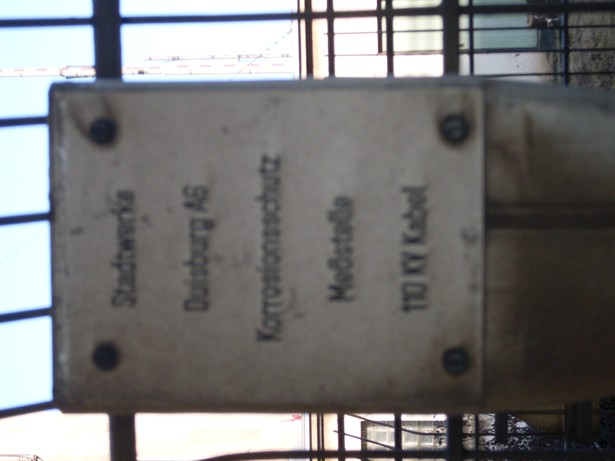 Stadtwerke
Duisburg AG
Korrosionsschutz
Meßstelle
110 KV Kabel